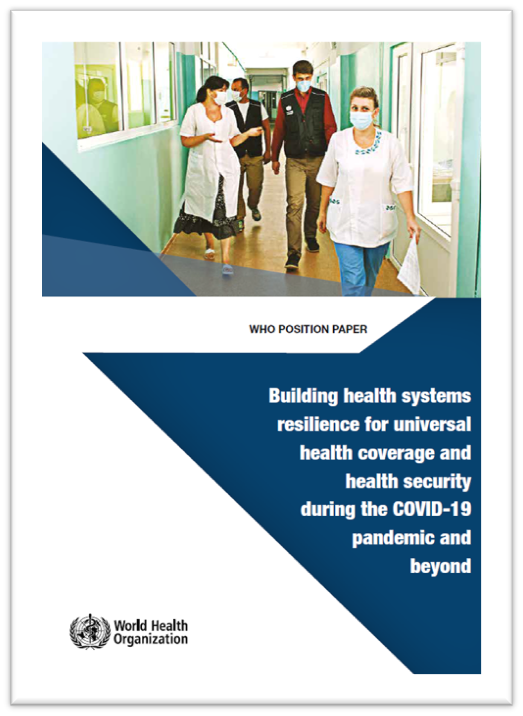 WHO POSITION PAPER
Building health systems
resilience for universal
health coverage and
health security
during the COVID-19
pandemic and
beyond
World Health
Organization